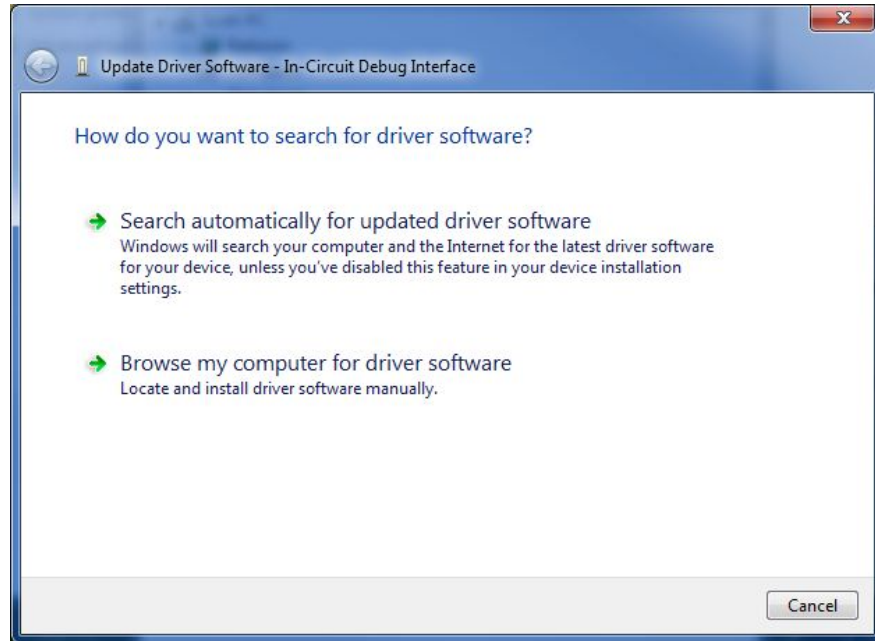 Update Driver Software - In-Circuit Debug Interface
How do you want to search for driver software?
Search automatically for updated driver software
Windows will search your computer and the Internet for the latest driver software
for your device, unless you've disabled this feature in your device installation
settings.
Browse my computer for driver software
Locate and install driver software manually.
Cancel